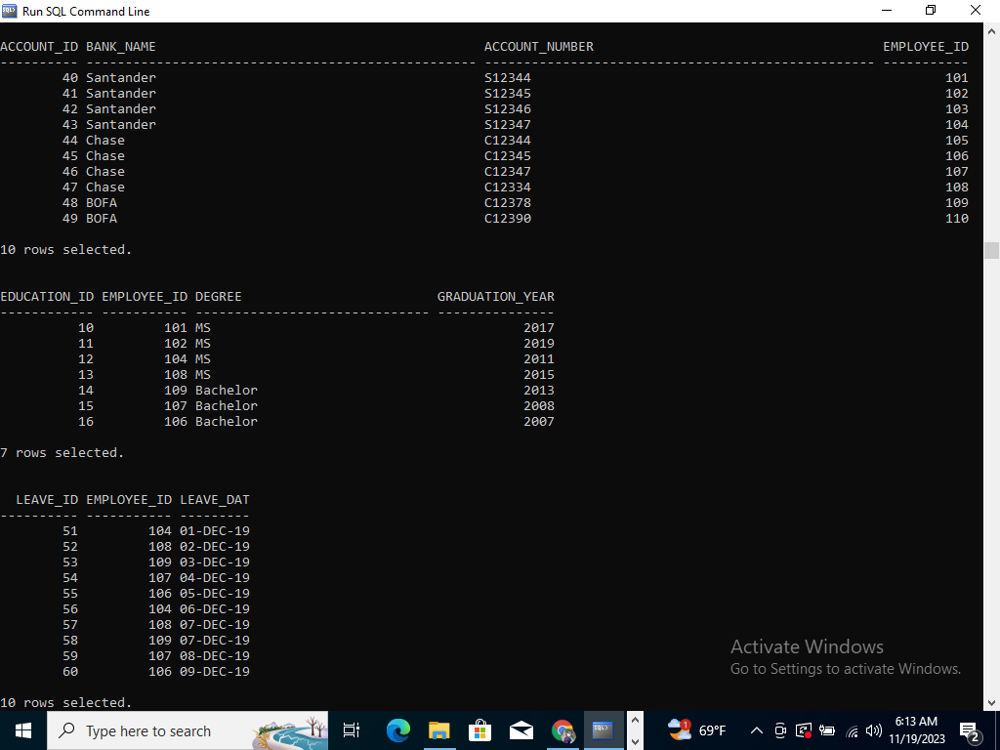 Run SQL Command Line
ACCOUNT_ID BANK_NAME ACCOUNT_NUMBER EMPLOYEE_ID
---------- -------------------------------------------------- -------------------------------------------------- -----------
40 Santander S12344 101
41 Santander S12345 102
42 Santander S12346 103
43 Santander S12347 104
44 Chase C12344 105
45 Chase C12345 106
46 Chase C12347 107
47 Chase C12334 108
48 BOFA C12378 109
49 BOFA C12390 110
10 rows selected.
EDUCATION_ID EMPLOYEE_ID DEGREE GRADUATION_YEAR
------------ ----------- ------------------------------ ---------------
10 101 MS 2017
11 102 MS 2019
12 104 MS 2011
13 108 MS 2015
14 109 Bachelor 2013
15 107 Bachelor 2008
16 106 Bachelor 2007
7 rows selected.
LEAVE_ID EMPLOYEE_ID LEAVE_DAT
---------- ----------- ---------
51 104 01-DEC-19
52 108 02-DEC-19
53 109 03-DEC-19
54 107 04-DEC-19
55 106 05-DEC-19
56 104 06-DEC-19
57 108 07-DEC-19
58 109 07-DEC-19
59 107 08-DEC-19
60 106 09-DEC-19
10 rows selected.
Activate Windows
Go to Settings to activate Windows.
Type here to search
SQL>
1
69°F
6:13 AM
11/19/2023
2